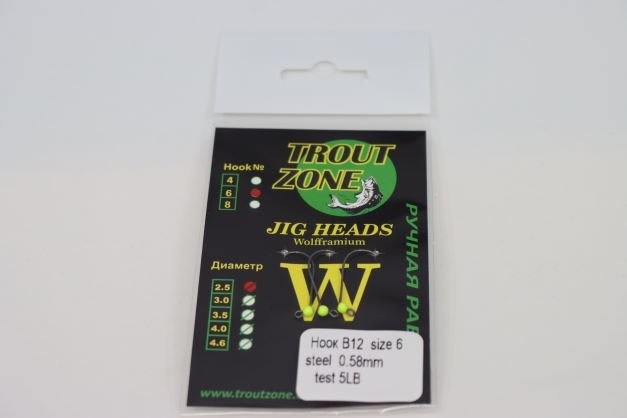 TROUT
ZONE
Hook№
4
6
8
JIG HEADS
Wolfframium
РУЧНАЯ
W
Диаметр
2.5
3.0
3.5
4.0
4.6
Hook B12 size 6
steel 0.58mm
test 5LB
www.troutzone.